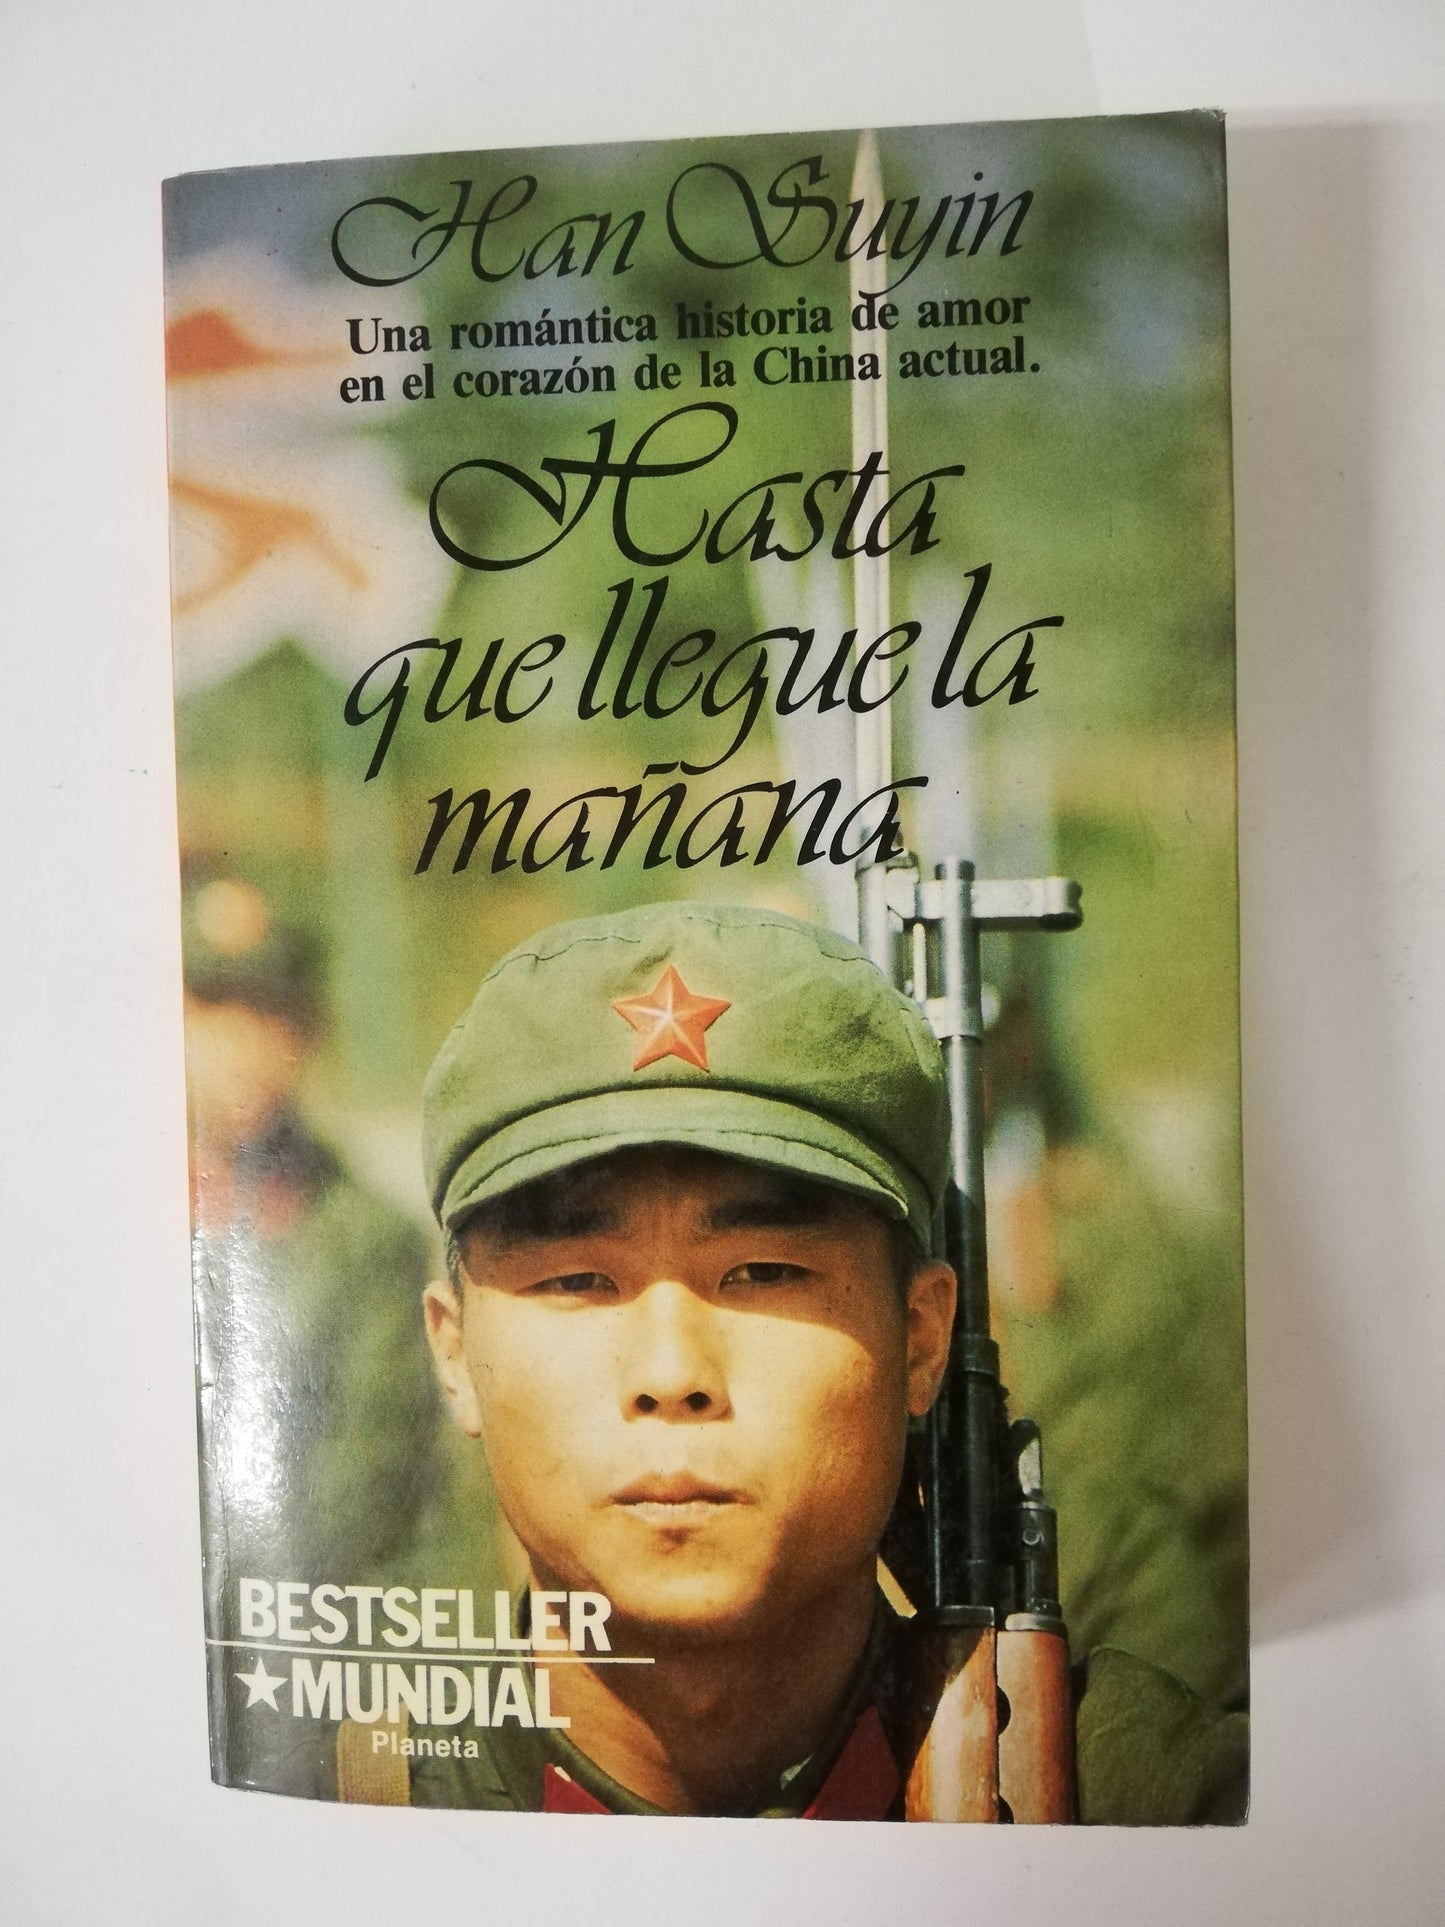 Han Suyin
Una romántica historia de amor
en el corazón de la China actual.
Hasta
que llegue la
mañana
5
BESTSELLER
★MUNDIAL
Planeta